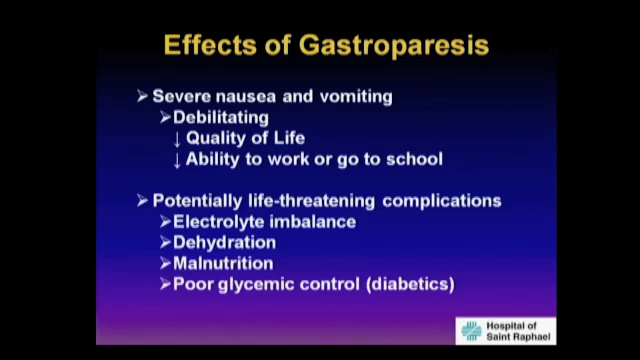 Effects of Gastroparesis
➢ Severe nausea and vomiting
➢ Debilitating
↓ Quality of Life
↓ Ability to work or go to school
➢ Potentially life-threatening complications
➢ Electrolyte imbalance
➢ Dehydration
➢ Malnutrition
➢ Poor glycemic control (diabetics)
Hospital of
Saint Raphael